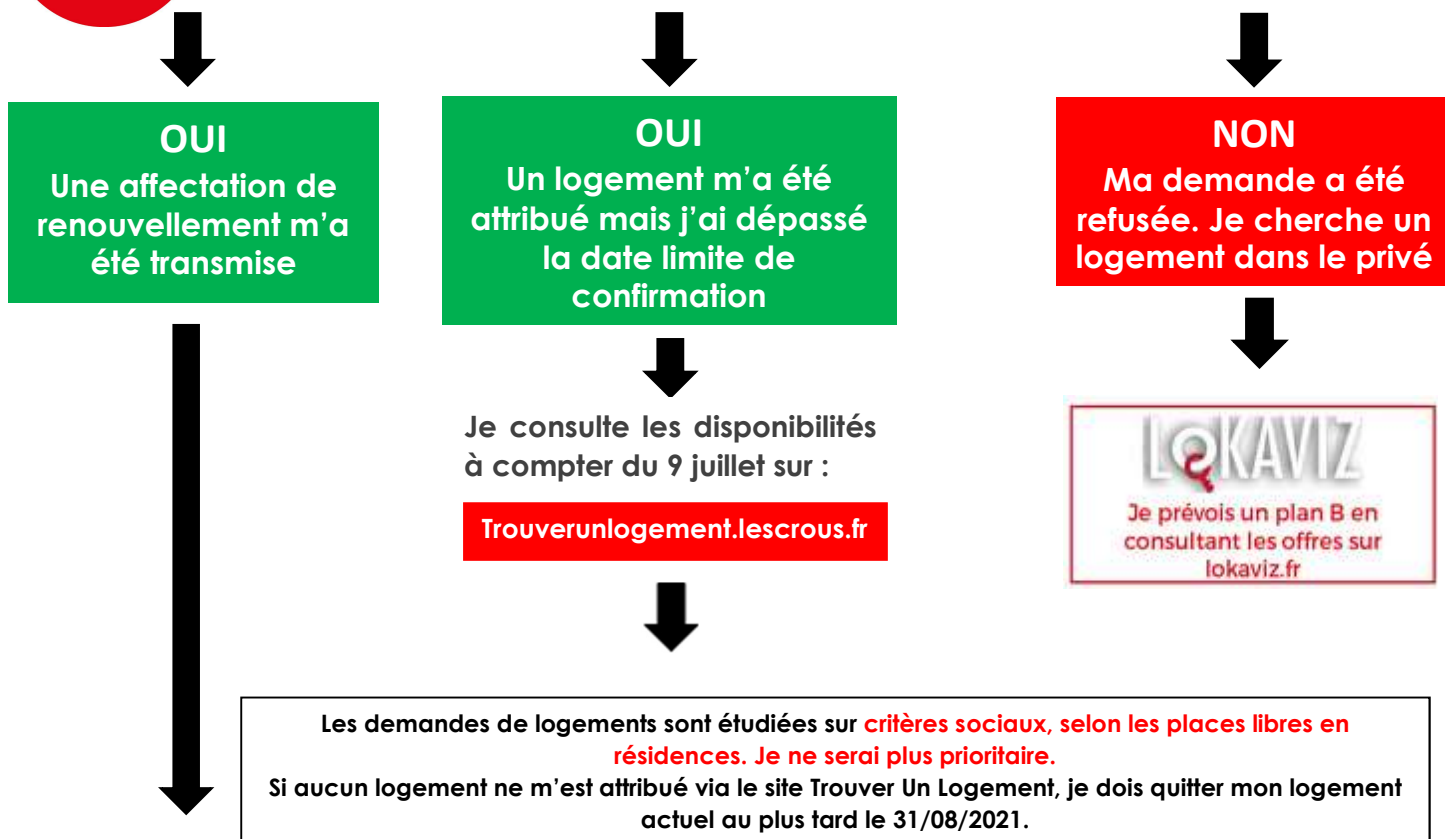 OUI
Une affectation de
renouvellement m’a
été transmise
OUI
Un logement m’a été
attribué mais j’ai dépassé
la date limite de
confirmation
NON
Ma demande a été
refusée. Je cherche un
logement dans le privé
Je consulte les disponibilités
à compter du 9 juillet sur :
Trouverunlogement.lescrous.fr
LOKAVIZ
Je prévois un plan B en
consultant les offres sur
lokaviz.fr
Les demandes de logements sont étudiées sur critères sociaux, selon les places libres en
résidences. Je ne serai plus prioritaire.
Si aucun logement ne m’est attribué via le site Trouver Un Logement, je dois quitter mon logement
actuel au plus tard le 31/08/2021.